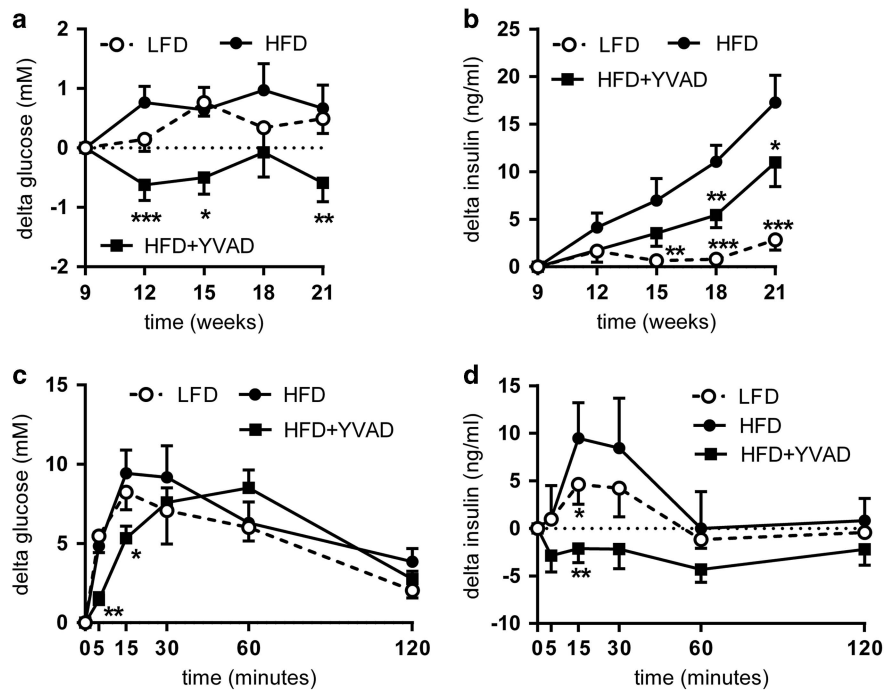 a
LFD HFD
HFD+YVAD
delta glucose (mM)
2
1
0
-1
-2
*** * **
9 12 15 18 21
time (weeks)
b
LFD HFD
HFD+YVAD
delta insulin (ng/ml)
25
20
15
10
5
0
*
**
** *** ***
9 12 15 18 21
time (weeks)
c
LFD HFD
HFD+YVAD
delta glucose (mM)
15
10
5
0
*
**
0 5 15 30 60 120
time (minutes)
d
LFD
HFD
HFD+YVAD
delta insulin (ng/ml)
15
10
5
0
-5
-10
*
**
0 5 15 30 60 120
time (minutes)